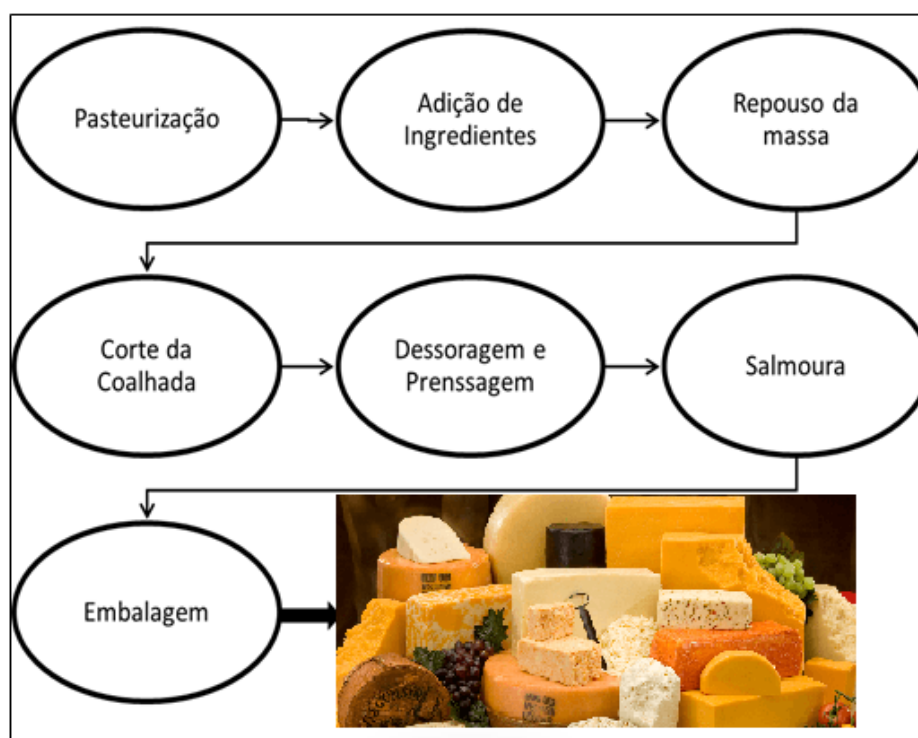 Pasteurização
Adição de
Ingredientes
Repouso da
massa
Corte da
Coalhada
Dessoragem e
Prenssagem
Salmoura
Embalagem